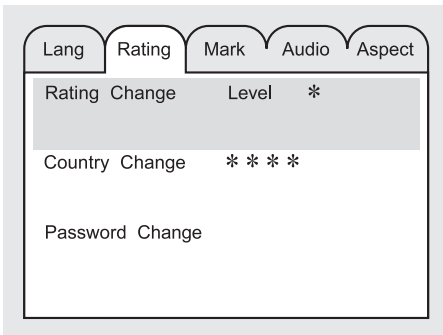 Lang Rating Mark Audio Aspect
Rating Change Level *
Country Change ****
Password Change